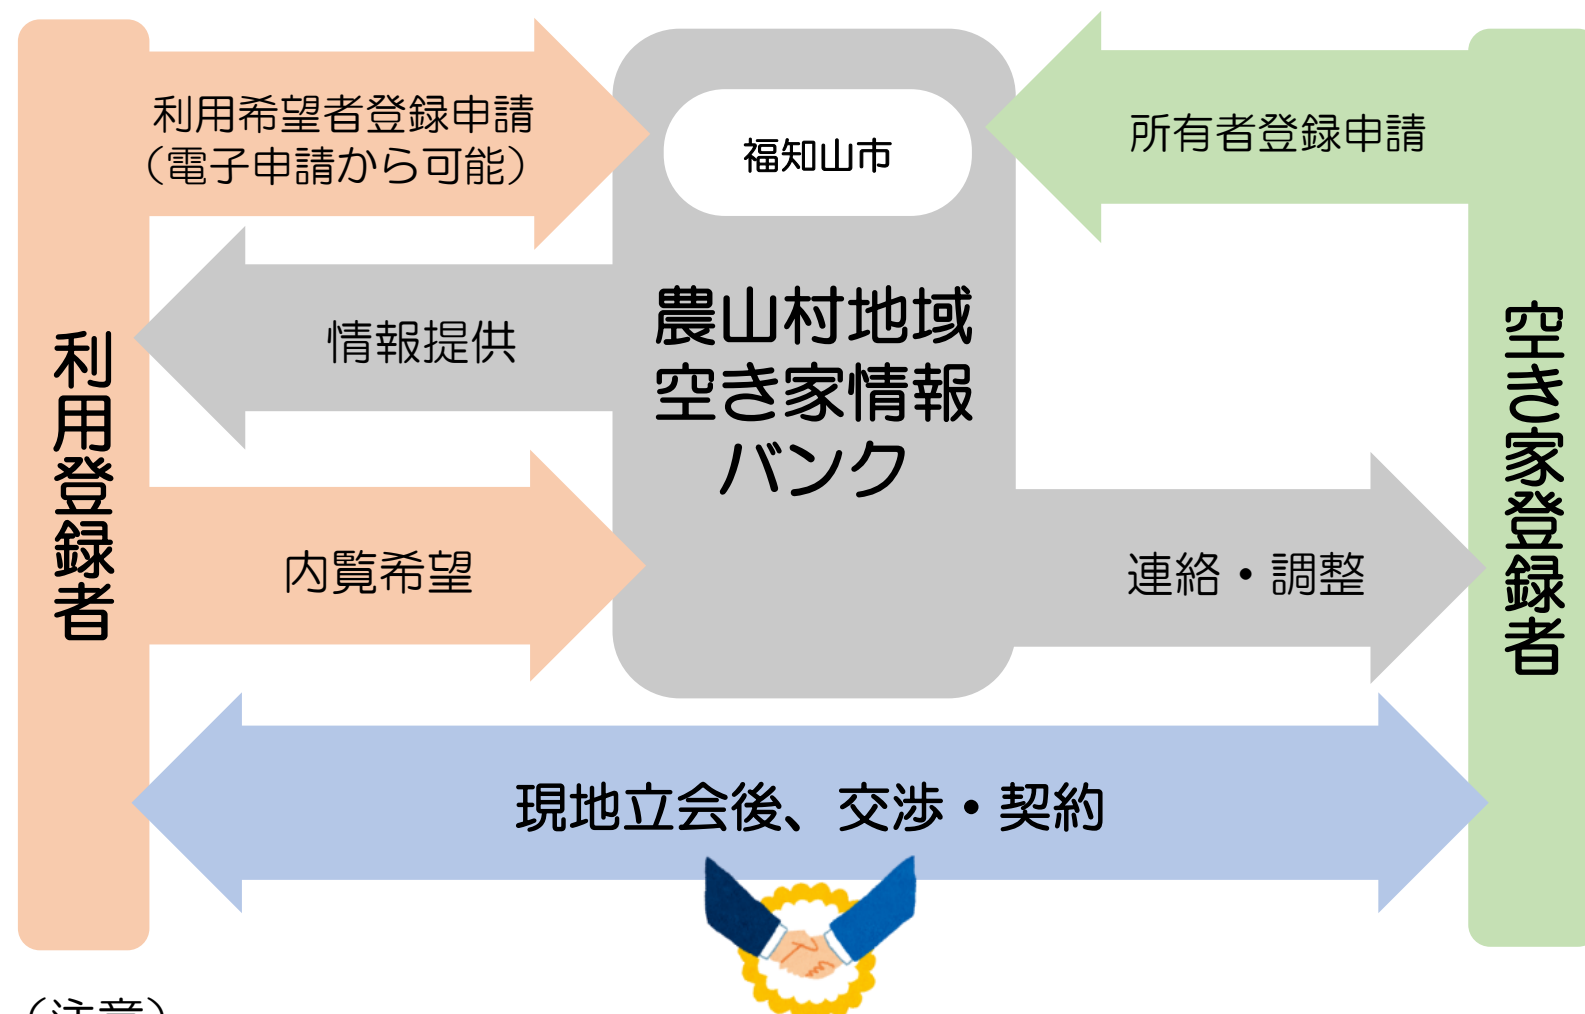 利用希望者登録申請
（電子申請から可能）
福知山市
所有者登録申請
情報提供
農山村地域
空き家情報
バンク
利用登録者
空き家登録者
内覧希望
連絡・調整
現地立会後、交渉・契約
（注意）